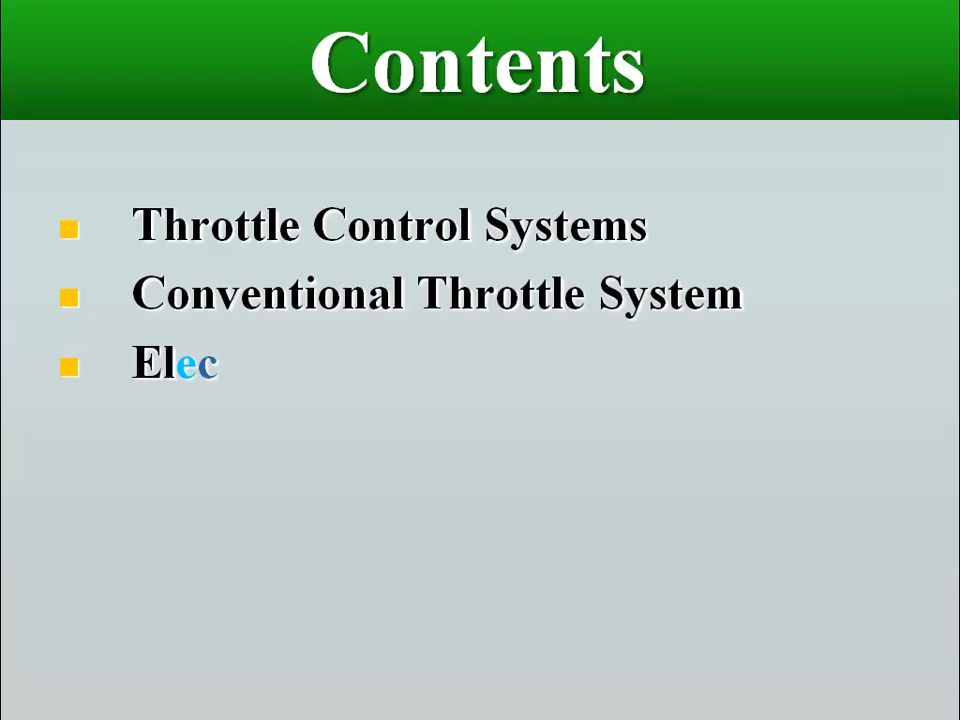 Contents
Throttle Control Systems
Conventional Throttle System
Elec